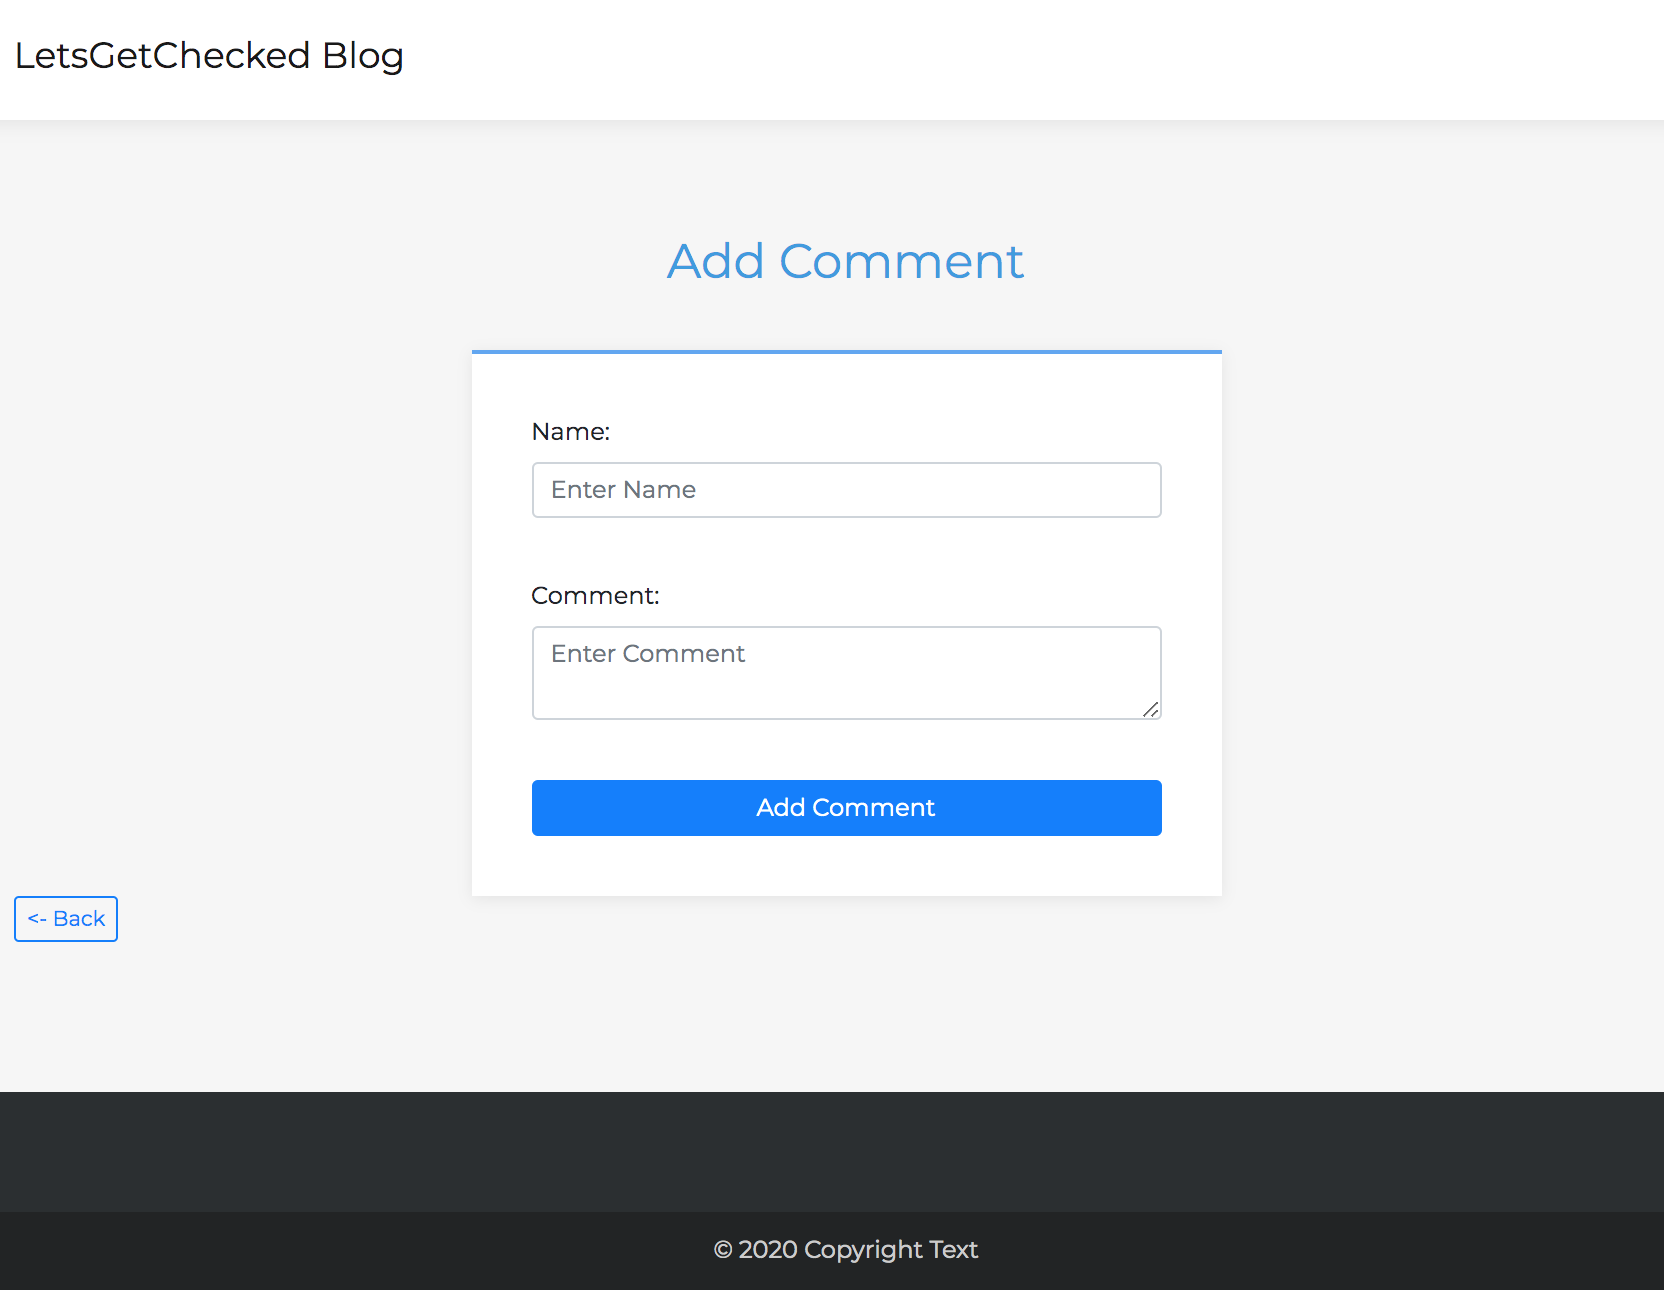 LetsGetChecked Blog
Add Comment
Name:
Enter Name
Comment:
Enter Comment
Add Comment
<- Back
© 2020 Copyright Text